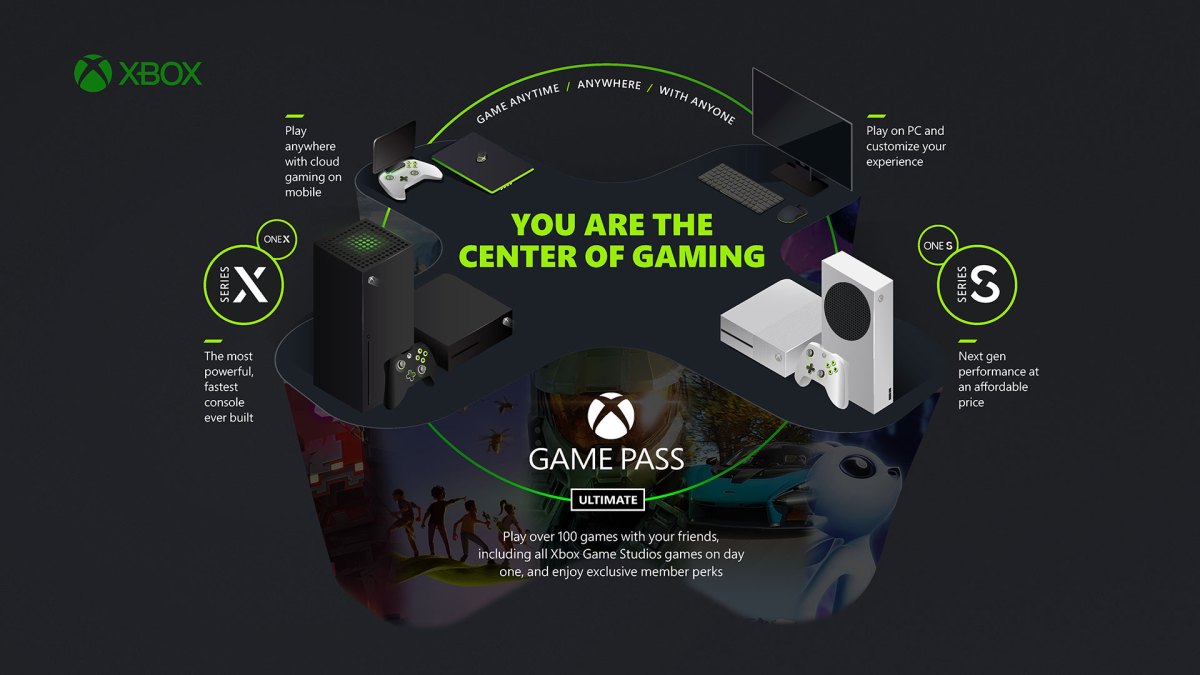 XBOX
GAME ANYTIME / ANYWHERE / WITH ANYONE
Play
anywhere
with cloud
gaming on
mobile
Play on PC and
customize your
experience
YOU ARE THE
CENTER OF GAMING
ONE X
SERIES X
The most
powerful,
fastest
console
ever built
ONE S
SERIES S
Next gen
performance at
an affordable
price
GAME PASS
ULTIMATE
Play over 100 games with your friends,
including all Xbox Game Studios games on day
one, and enjoy exclusive member perks